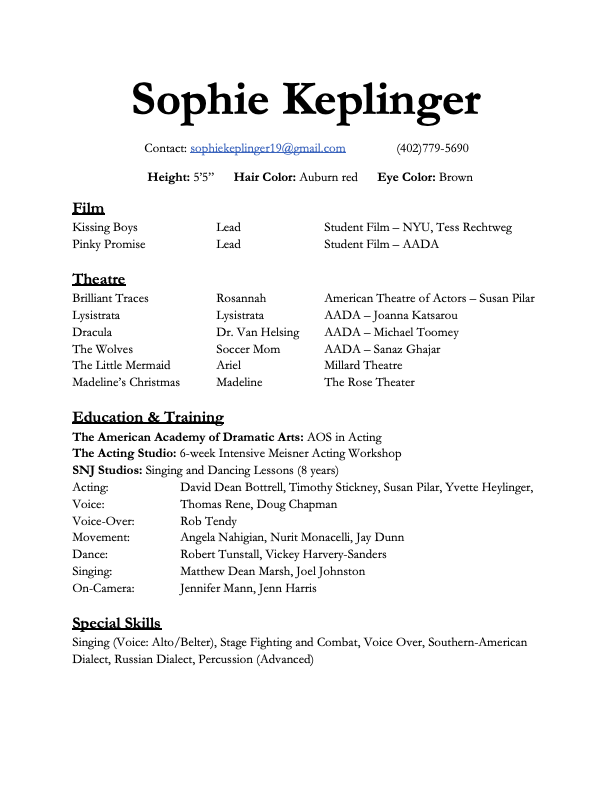 Sophie Keplinger
Contact: sophiekeplinger19@gmail.com (402)779-5690
Height: 5’5” Hair Color: Auburn red Eye Color: Brown
Film
Kissing Boys Lead Student Film – NYU, Tess Rechtweg
Pinky Promise Lead Student Film – AADA
Theatre
Brilliant Traces Rosannah American Theatre of Actors – Susan Pilar
Lysistrata Lysistrata AADA – Joanna Katsarou
Dracula Dr. Van Helsing AADA – Michael Toomey
The Wolves Soccer Mom AADA – Sanaz Ghajar
The Little Mermaid Ariel Millard Theatre
Madeline’s Christmas Madeline The Rose Theater
Education & Training
The American Academy of Dramatic Arts: AOS in Acting
The Acting Studio: 6-week Intensive Meisner Acting Workshop
SNJ Studios: Singing and Dancing Lessons (8 years)
Acting: David Dean Bottrell, Timothy Stickney, Susan Pilar, Yvette Heylinger,
Voice: Thomas Rene, Doug Chapman
Voice-Over: Rob Tendy
Movement: Angela Nahigian, Nurit Monacelli, Jay Dunn
Dance: Robert Tunstall, Vickey Harvery-Sanders
Singing: Matthew Dean Marsh, Joel Johnston
On-Camera: Jennifer Mann, Jenn Harris
Special Skills
Singing (Voice: Alto/Belter), Stage Fighting and Combat, Voice Over, Southern-American
Dialect, Russian Dialect, Percussion (Advanced)